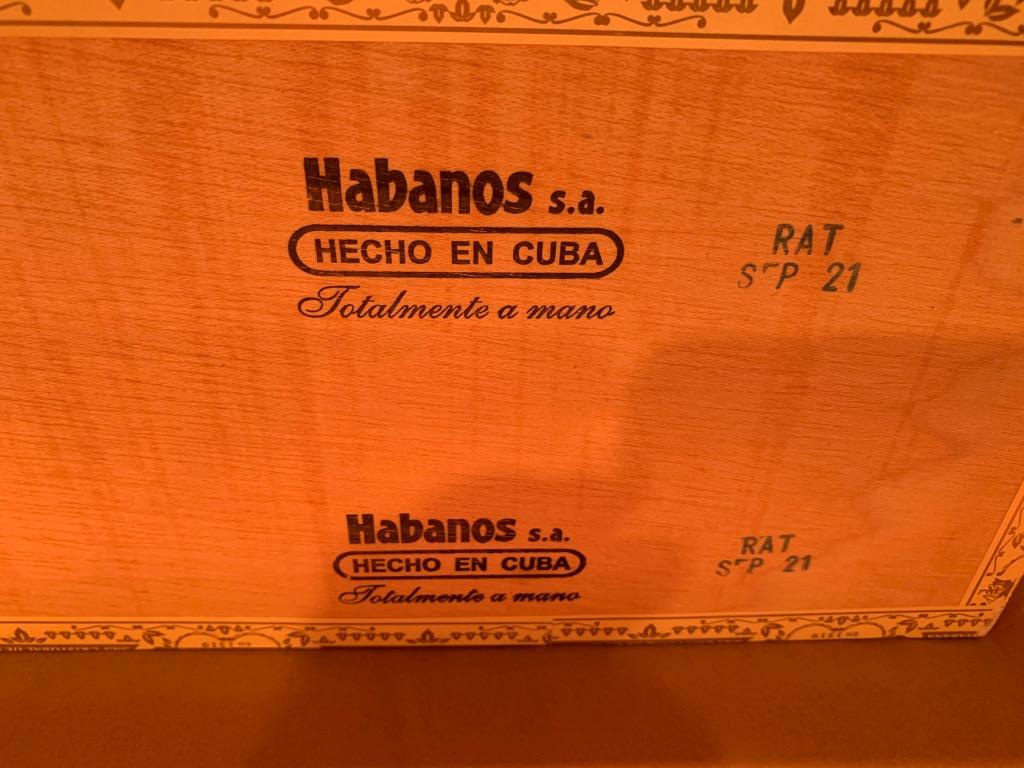 Habanos s.a.
HECHO EN CUBA
Totalmente a mano
RAT
SEP 21
Habanos s.a.
HECHO EN CUBA
Totalmente a mano
RAT
SEP 21